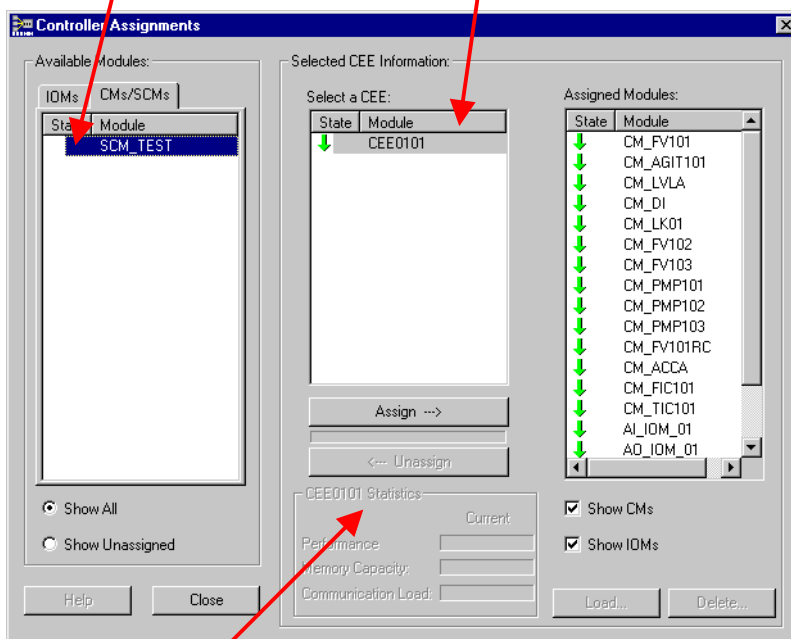 Controller Assignments
Available Modules:
IOMs
CMs/SCMs
State
Module
SCM_TEST
Show All
Show Unassigned
Help
Close
Selected CEE Information:
Select a CEE:
State
Module
CEE0101
Assign --->
<--- Unassign
CEE0101 Statistics
Current
Performance
Memory Capacity:
Communication Load:
Assigned Modules:
State
Module
CM_FV101
CM_AGIT101
CM_LVLA
CM_DI
CM_LK01
CM_FV102
CM_FV103
CM_PMP101
CM_PMP102
CM_PMP103
CM_FV101RC
CM_ACCA
CM_FIC101
CM_TIC101
AI_IOM_01
AO_IOM_01
Show CMs
Show IOMs
Load...
Delete...